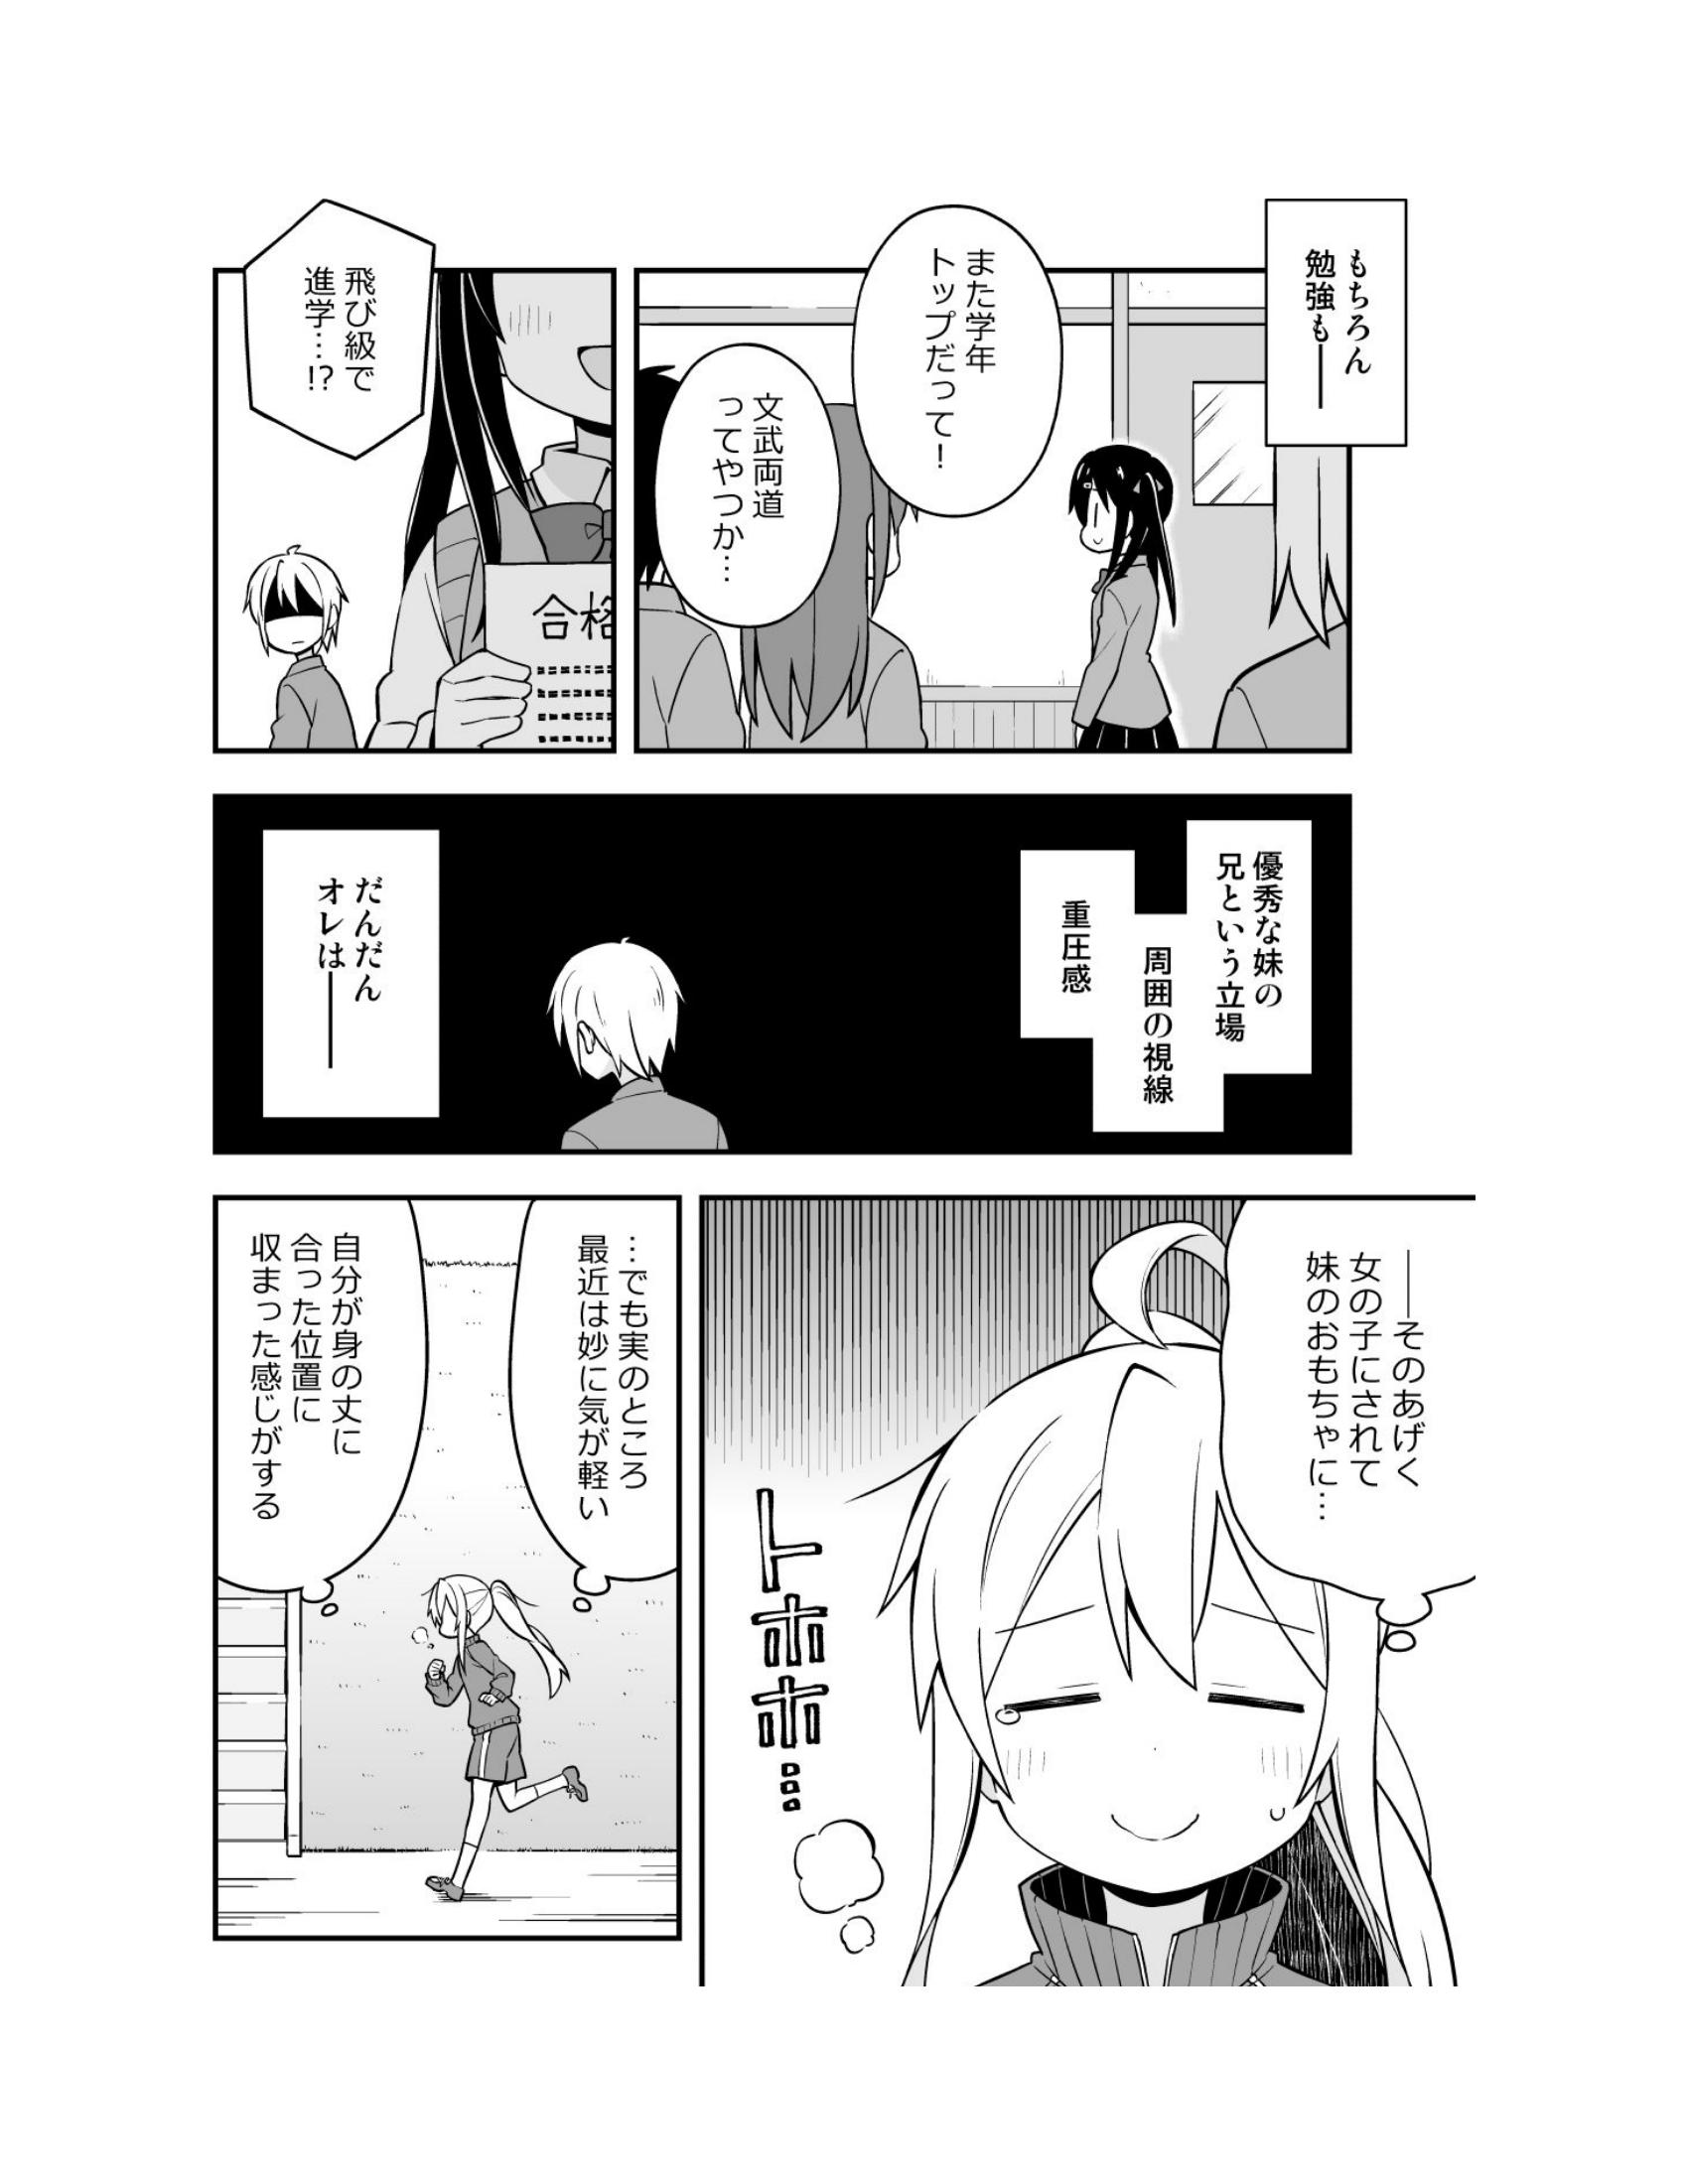 もちろん
勉強も――
また学年
トップだって！
文武両道
ってやつか…
飛び級で
進学…!?
合格
優秀な妹の
兄という立場
周囲の視線
重圧感
だんだん
オレは――
――そのあげく
女の子にされて
妹のおもちゃに…
トホホ…
…でも実のところ
最近は妙に気が軽い
自分が身の丈に
合った位置に
収まった感じがする